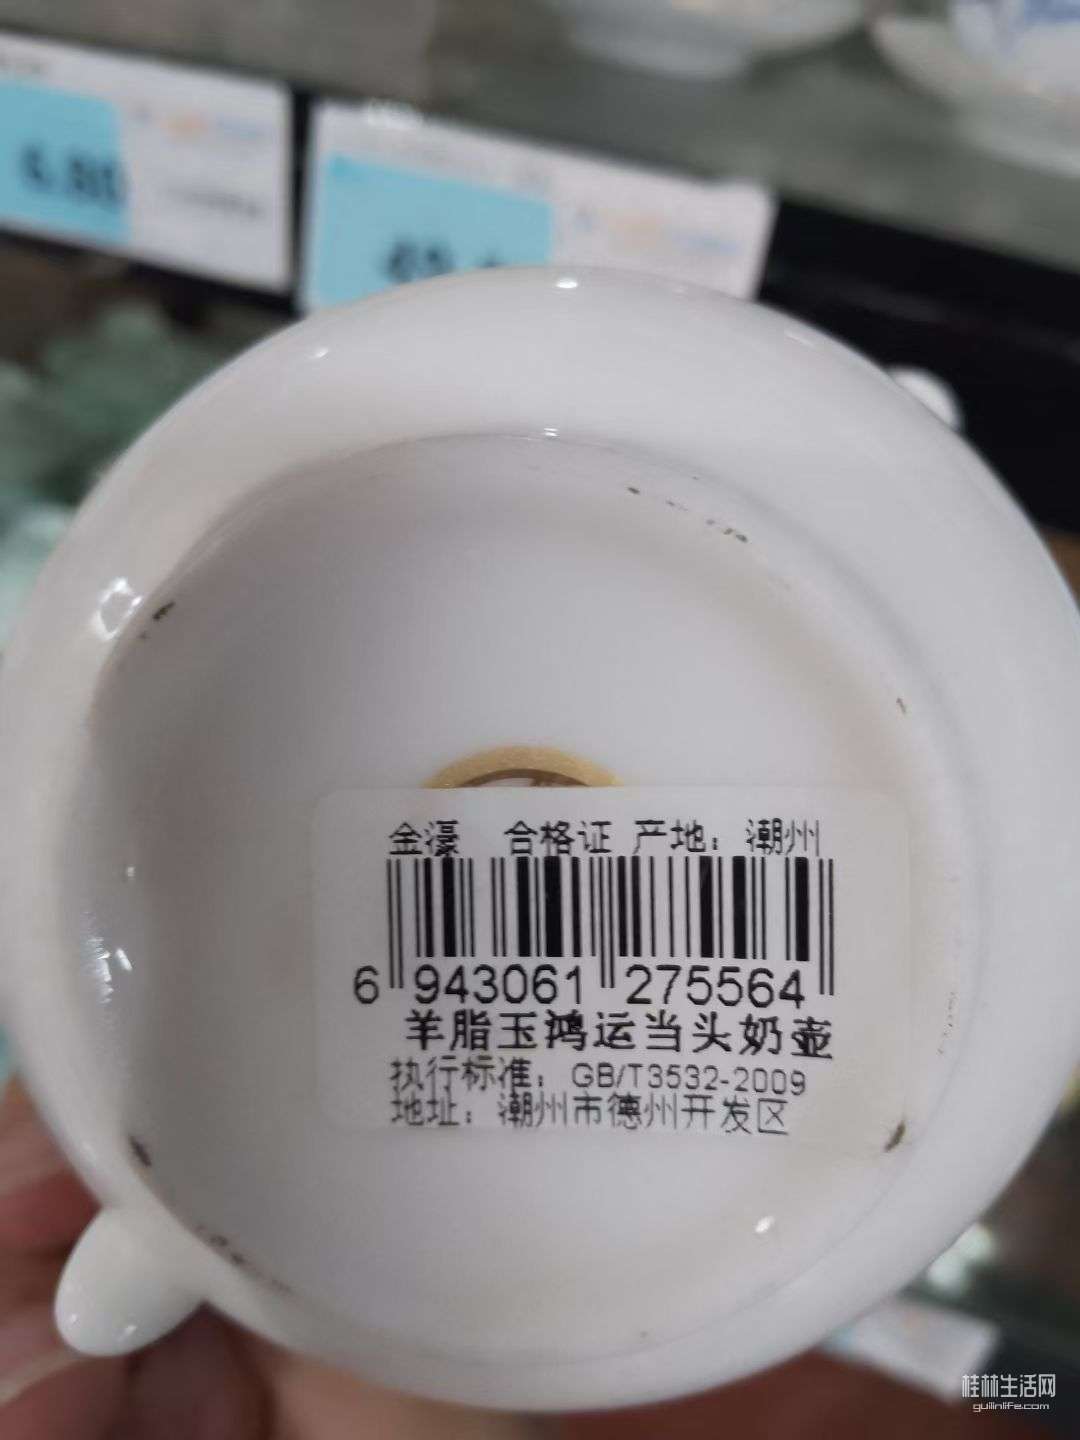 金濠 合格证 产地：潮州
6 943061 275564
羊脂玉鸿运当头奶壶
执行标准：GB/T3532-2009
地址：潮州市德州开发区
桂林生活网
guilinlife.com